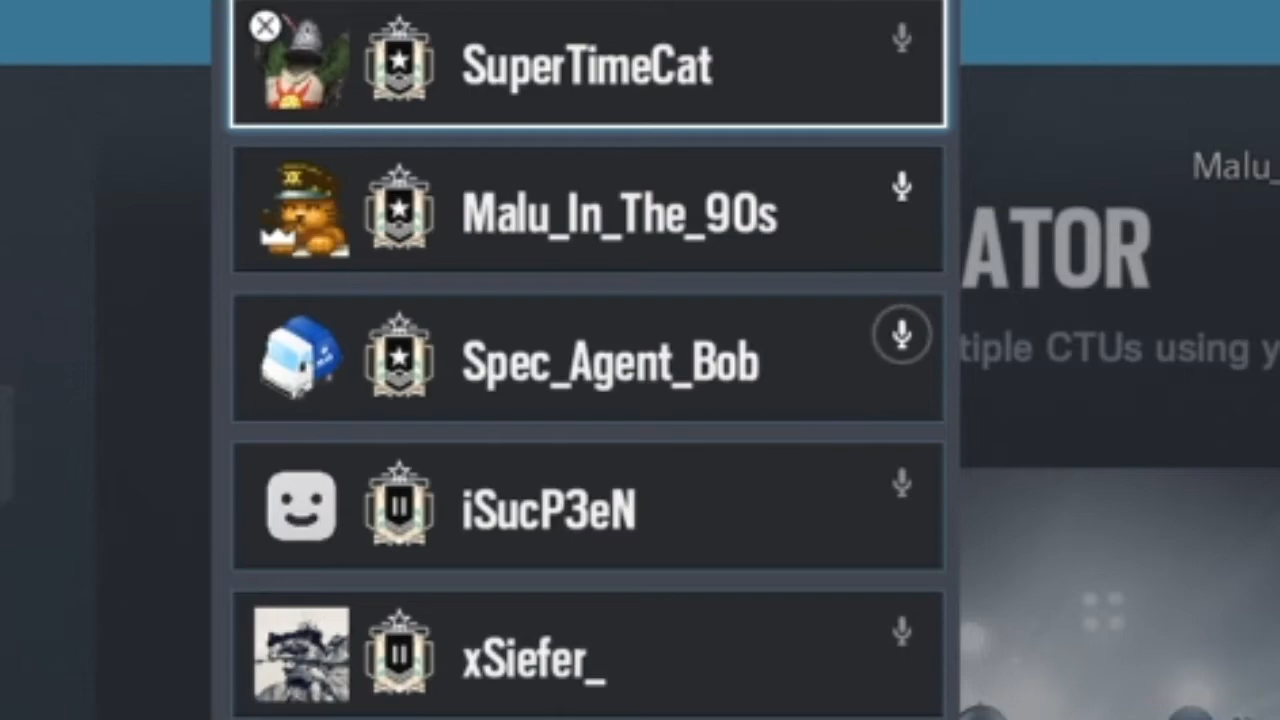 SuperTimeCat
Malu_
Malu_In_The_90s
ATOR
tiple CTUs using y
Spec_Agent_Bob
iSucP3eN
xSiefer_